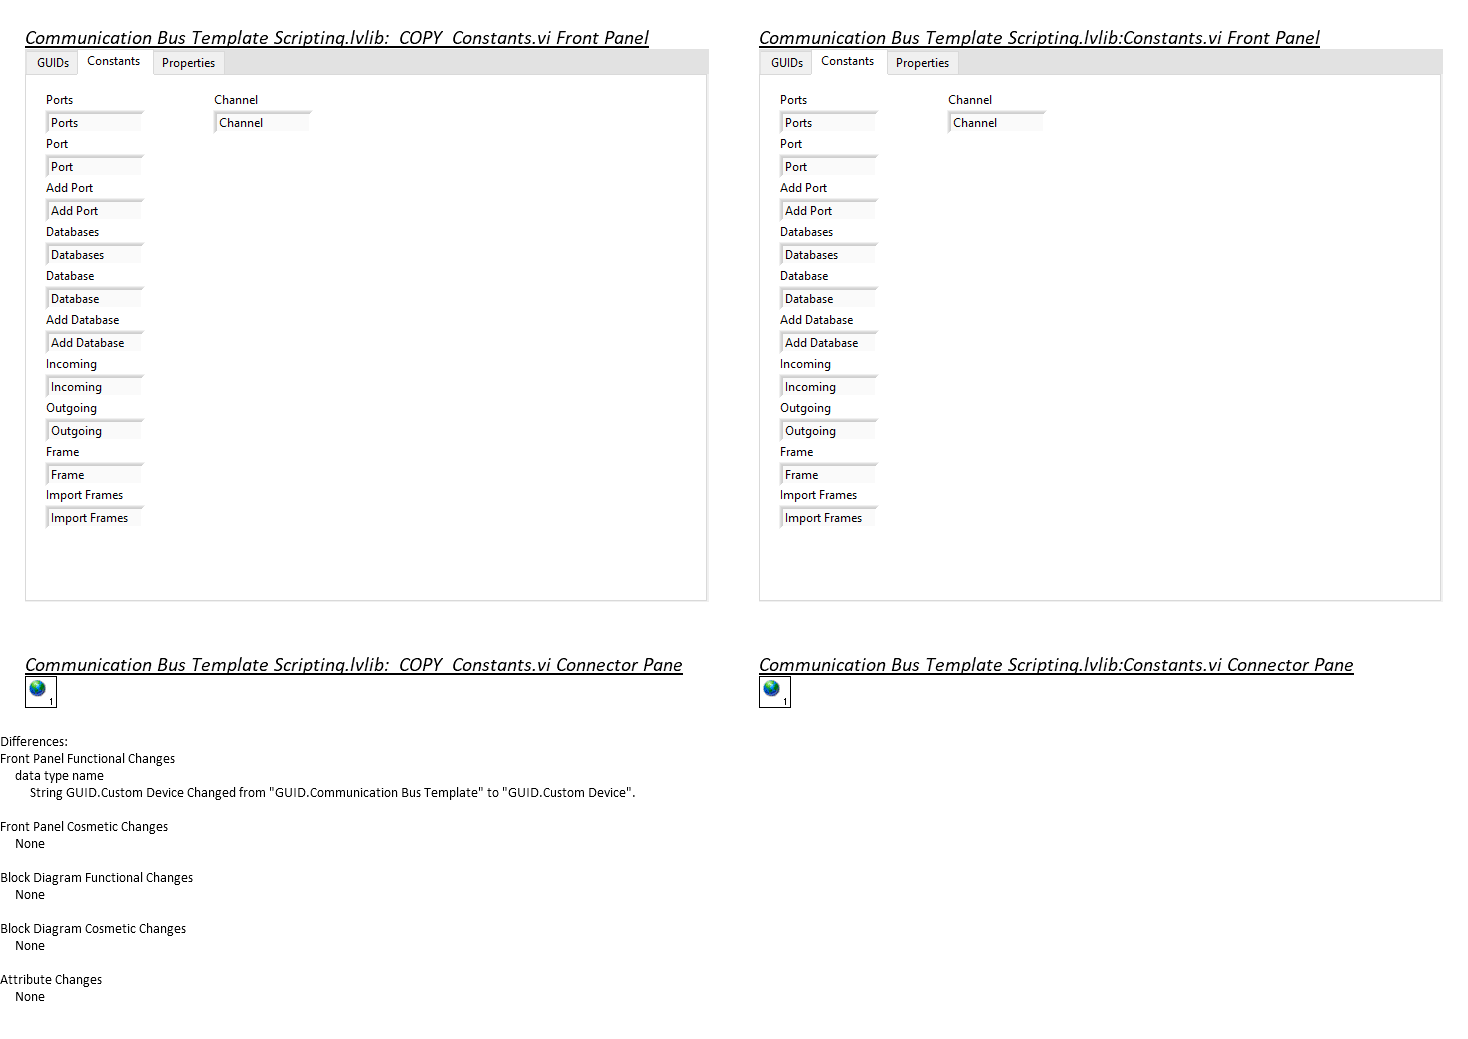 Communication Bus Template Scripting.lvlib:_COPY_Constants.vi Front Panel
GUIDs Constants Properties
Ports Channel
Ports Channel
Port
Port
Add Port
Add Port
Databases
Databases
Database
Database
Add Database
Add Database
Incoming
Incoming
Outgoing
Outgoing
Frame
Frame
Import Frames
Import Frames
Communication Bus Template Scripting.lvlib:Constants.vi Front Panel
GUIDs Constants Properties
Ports Channel
Ports Channel
Port
Port
Add Port
Add Port
Databases
Databases
Database
Database
Add Database
Add Database
Incoming
Incoming
Outgoing
Outgoing
Frame
Frame
Import Frames
Import Frames
Communication Bus Template Scripting.lvlib:_COPY_Constants.vi Connector Pane
1
Communication Bus Template Scripting.lvlib:Constants.vi Connector Pane
1
Differences:
Front Panel Functional Changes
data type name
String GUID.Custom Device Changed from "GUID.Communication Bus Template" to "GUID.Custom Device".
Front Panel Cosmetic Changes
None
Block Diagram Functional Changes
None
Block Diagram Cosmetic Changes
None
Attribute Changes
None